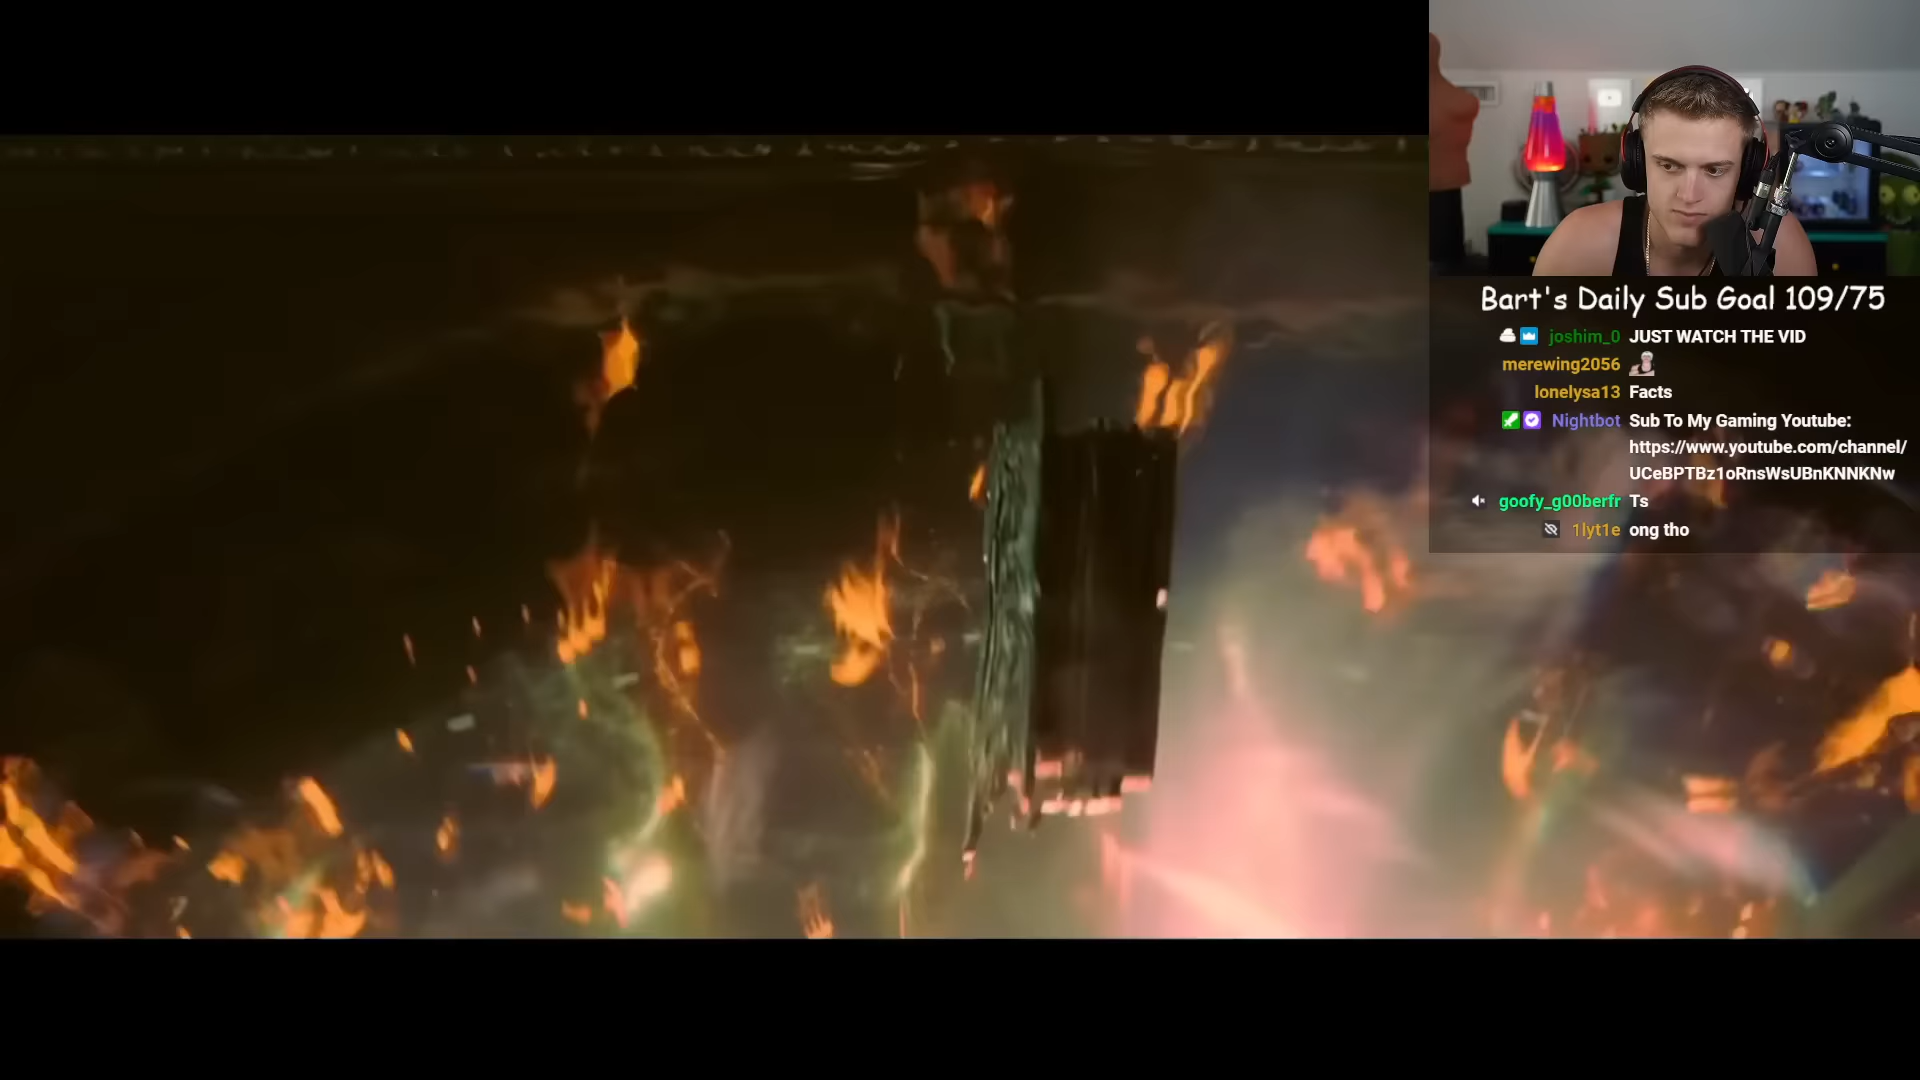 Bart's Daily Sub Goal 109/75
joshim_0 JUST WATCH THE VID
merewing2056
lonelysa13 Facts
Nightbot Sub To My Gaming Youtube:
https://www.youtube.com/channel/
UCeBPTBz1oRnsWsUBnKNNKNw
goofy_g00berfr Ts
1lyt1e ong tho